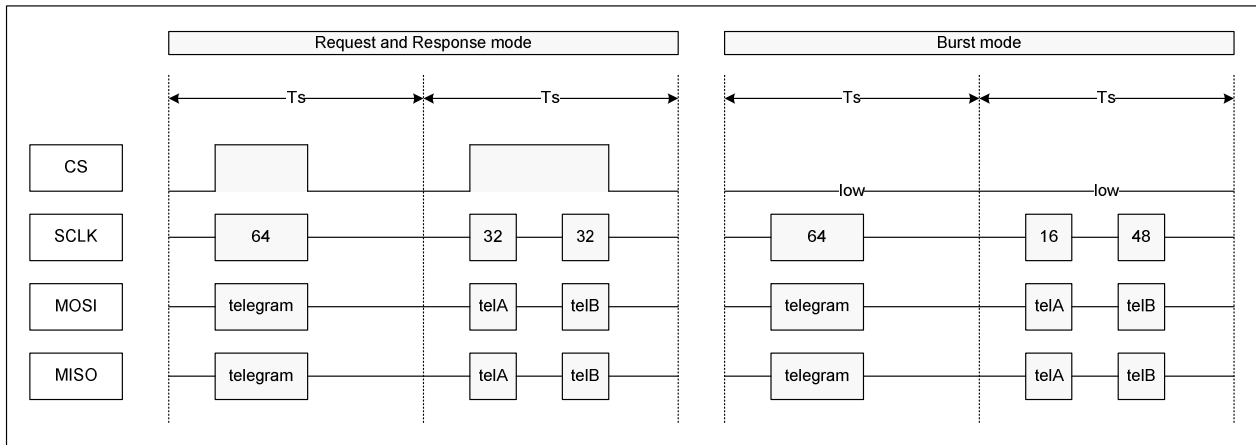 Request and Response mode Burst mode
Ts Ts Ts Ts
CS low low
SCLK 64 32 32 64 16 48
MOSI telegram telA telB telegram telA telB
MISO telegram telA telB telegram telA telB